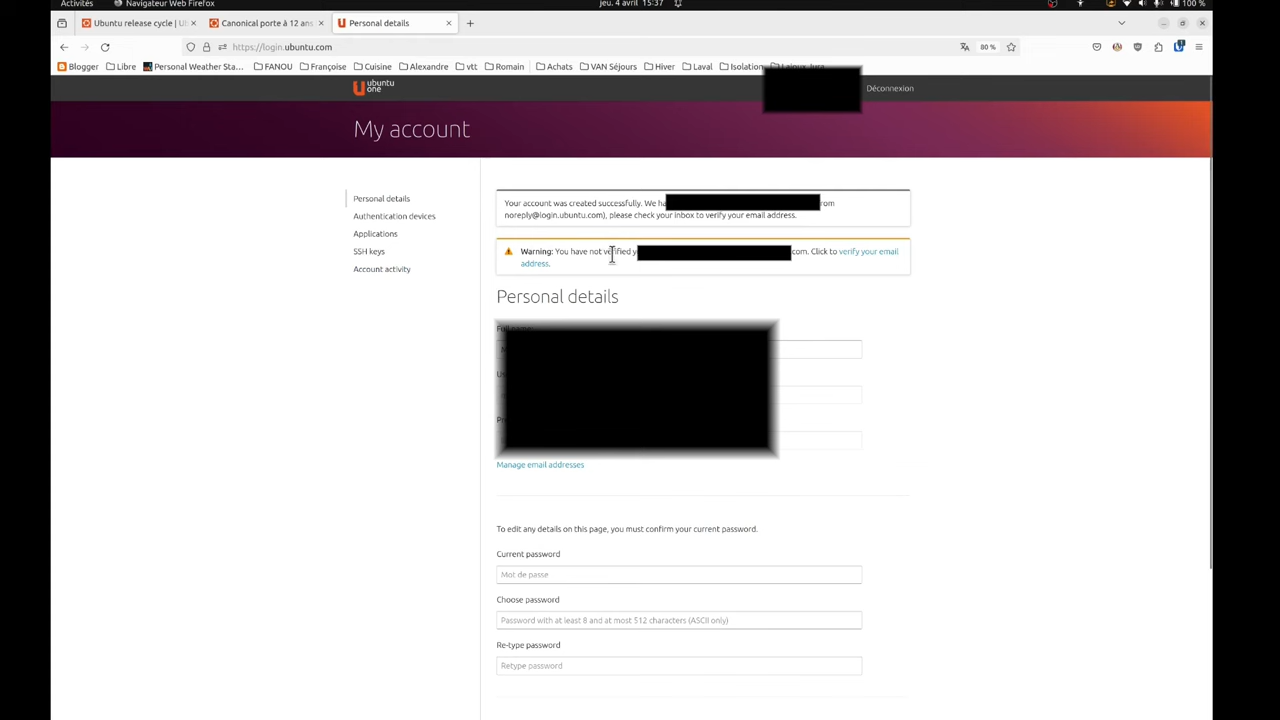 Activités Navigateur Web Firefox jeu. 4 avril 15:37 100 %
Ubuntu release cycle | Ub Canonical porte à 12 ans Personal details
https://login.ubuntu.com 80 %
Blogger Libre Personal Weather Sta... FANOU Françoise Cuisine Alexandre vtt Romain Achats VAN Séjours Hiver Laval Isolation
ubuntu one Déconnexion
My account
Personal details
Authentication devices
Applications
SSH keys
Account activity
Your account was created successfully. We ha rom
noreply@login.ubuntu.com), please check your inbox to verify your email address.
Warning: You have not verified y com. Click to verify your email
address.
Personal details
Manage email addresses
To edit any details on this page, you must confirm your current password.
Current password
Mot de passe
Choose password
Password with at least 8 and at most 512 characters (ASCII only)
Re-type password
Retype password